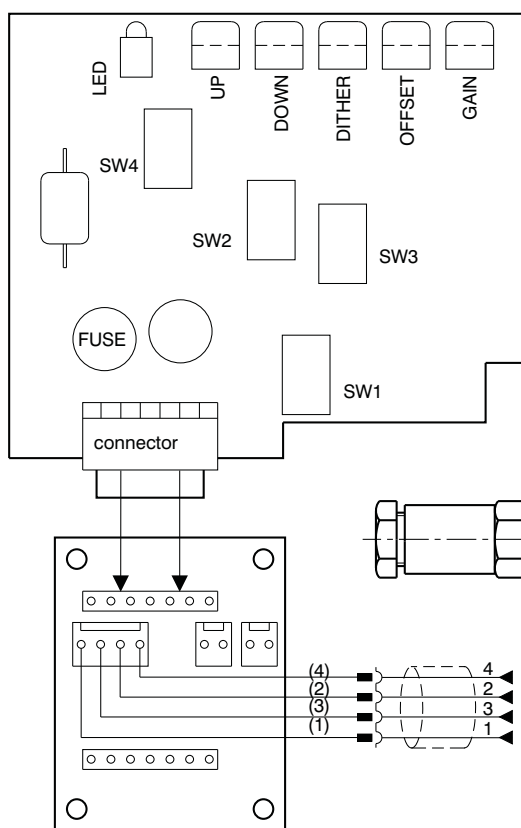 LED
UP
DOWN
DITHER
OFFSET
GAIN
SW4
SW2
SW3
FUSE
SW1
connector
(4) 4
(2) 2
(3) 3
(1) 1